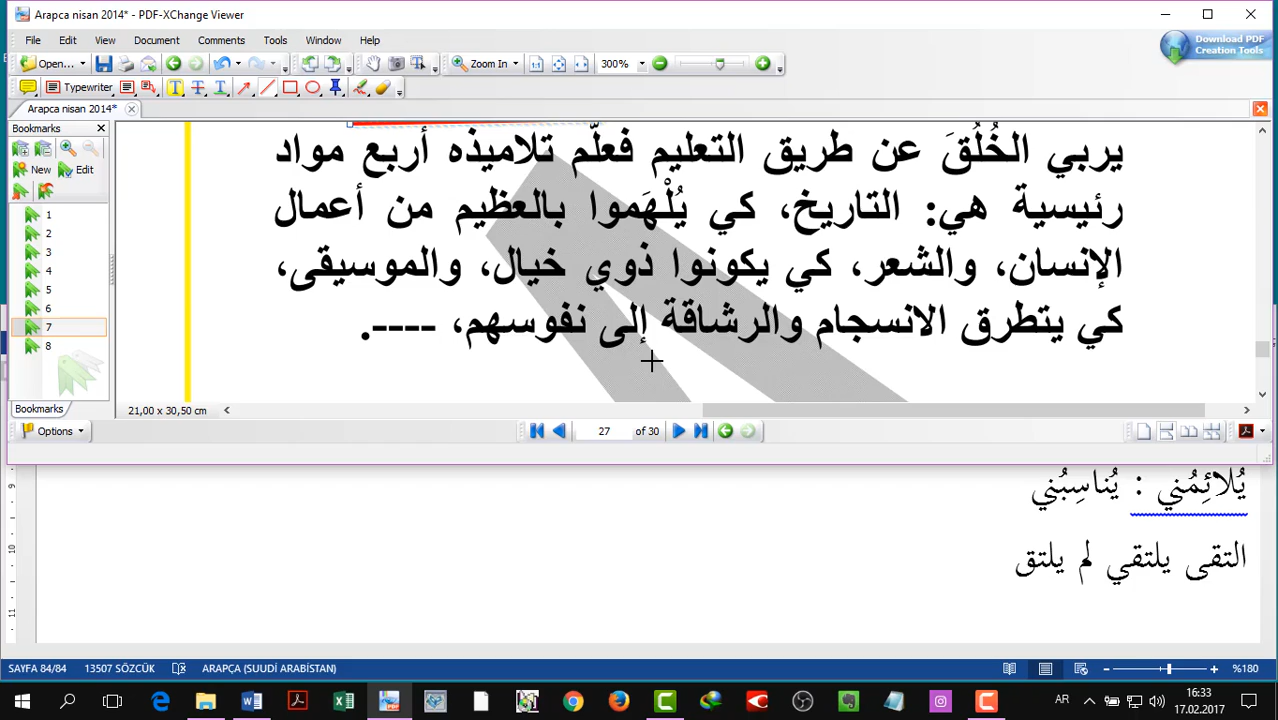 Arapca nisan 2014* - PDF-XChange Viewer
File Edit View Document Comments Tools Window Help
Download PDF
Creation Tools
Open... Zoom In 300%
Typewriter
Arapca nisan 2014*
Bookmarks
New Edit
1
2
3
4
5
6
7
8
Bookmarks
Options
يربي الخُلُقَ عن طريق التعليم فعلّم تلاميذه أربع مواد
رئيسية هي: التاريخ، كي يُلْهَموا بالعظيم من أعمال
الإنسان، والشعر، كي يكونوا ذوي خيال، والموسيقى،
كي يتطرق الانسجام والرشاقة إلى نفوسهم، ----.
21,00 x 30,50 cm
27 of 30
يُلائِمُني : يُناسِبُني
التقى يلتقي لم يلتق
9
10
11
SAYFA 84/84 13507 SÖZCÜK ARAPÇA (SUUDİ ARABİSTAN) %180
AR 16:33
17.02.2017